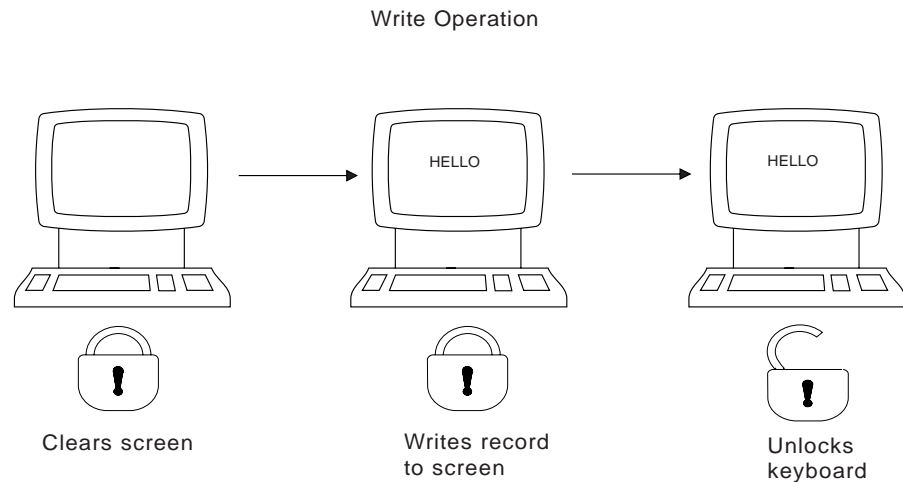 Write Operation
HELLO
HELLO
Clears screen
Writes record
to screen
Unlocks
keyboard